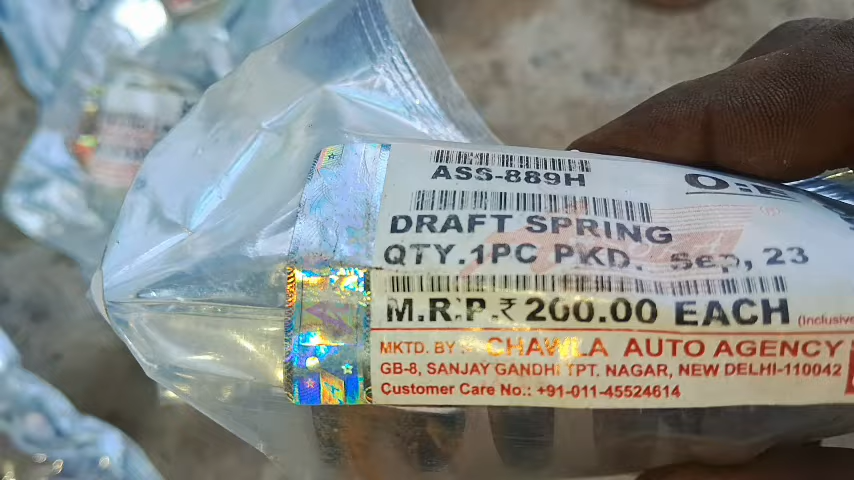 ASS-889H
DRAFT SPRING
QTY.1PC PKD. Sep, 23
M.R.P.₹ 200.00 EACH
(Inclusive
MKTD. BY : CHAWLA AUTO AGENCY
GB-8, SANJAY GANDHI TPT. NAGAR, NEW DELHI-110042
Customer Care No.: +91-011-45524614